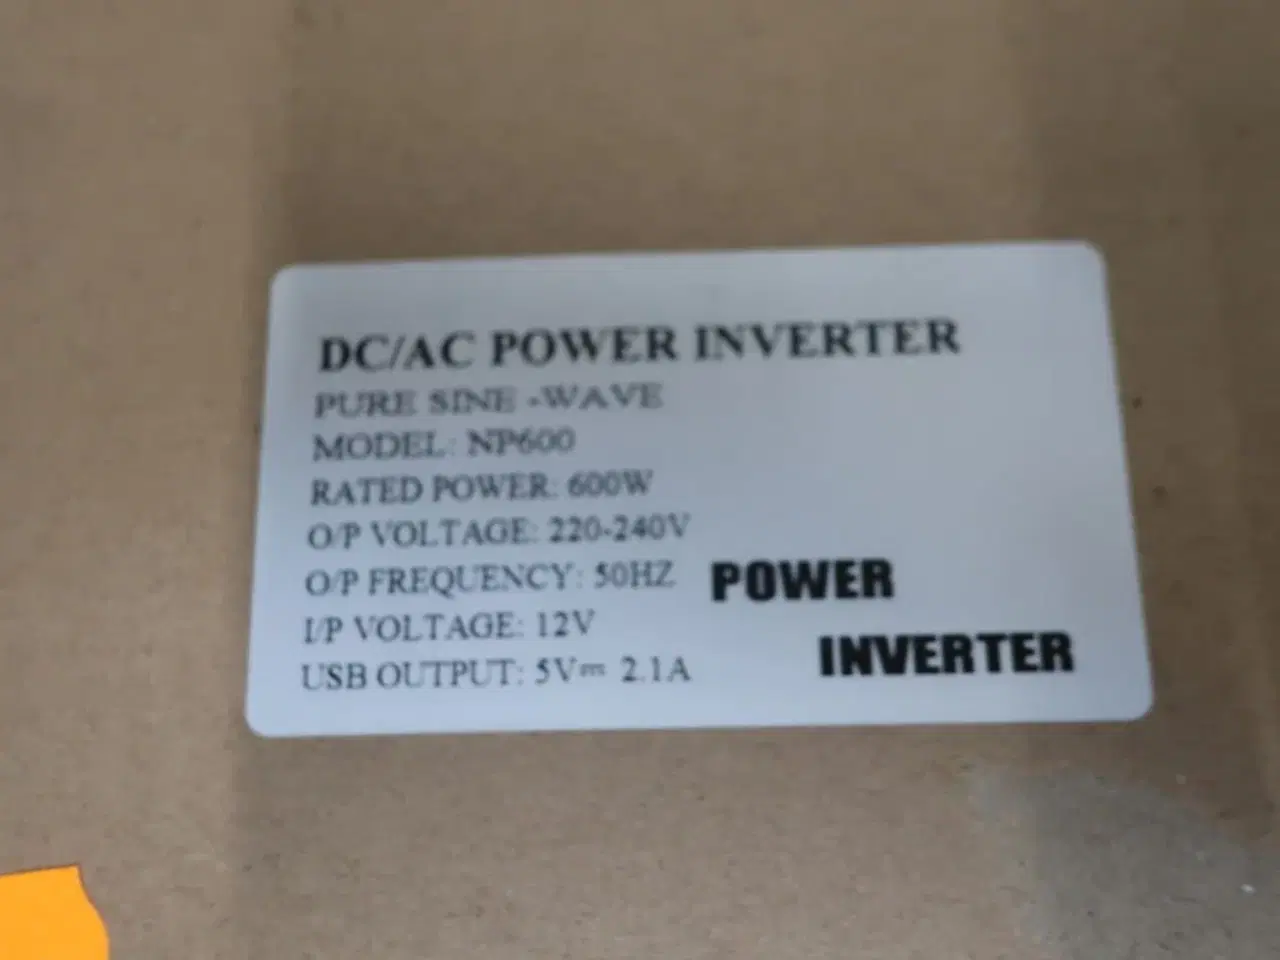 DC/AC POWER INVERTER
PURE SINE -WAVE
MODEL: NP600
RATED POWER: 600W
O/P VOLTAGE: 220-240V
O/P FREQUENCY: 50HZ
I/P VOLTAGE: 12V
USB OUTPUT: 5V⎓ 2.1A
POWER
INVERTER